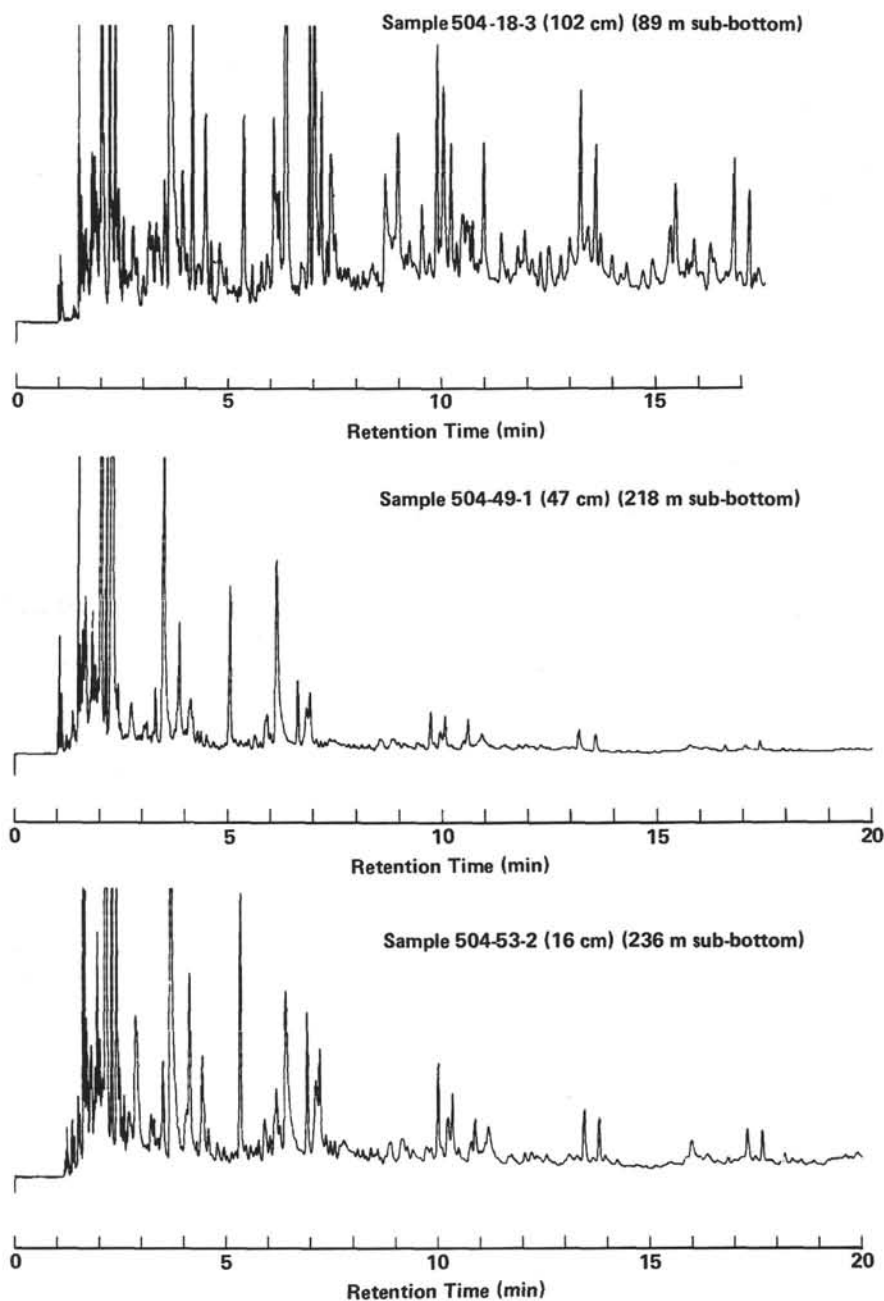 Sample 504-18-3 (102 cm) (89 m sub-bottom)
0 5 10 15
Retention Time (min)
Sample 504-49-1 (47 cm) (218 m sub-bottom)
0 5 10 15 20
Retention Time (min)
Sample 504-53-2 (16 cm) (236 m sub-bottom)
0 5 10 15 20
Retention Time (min)